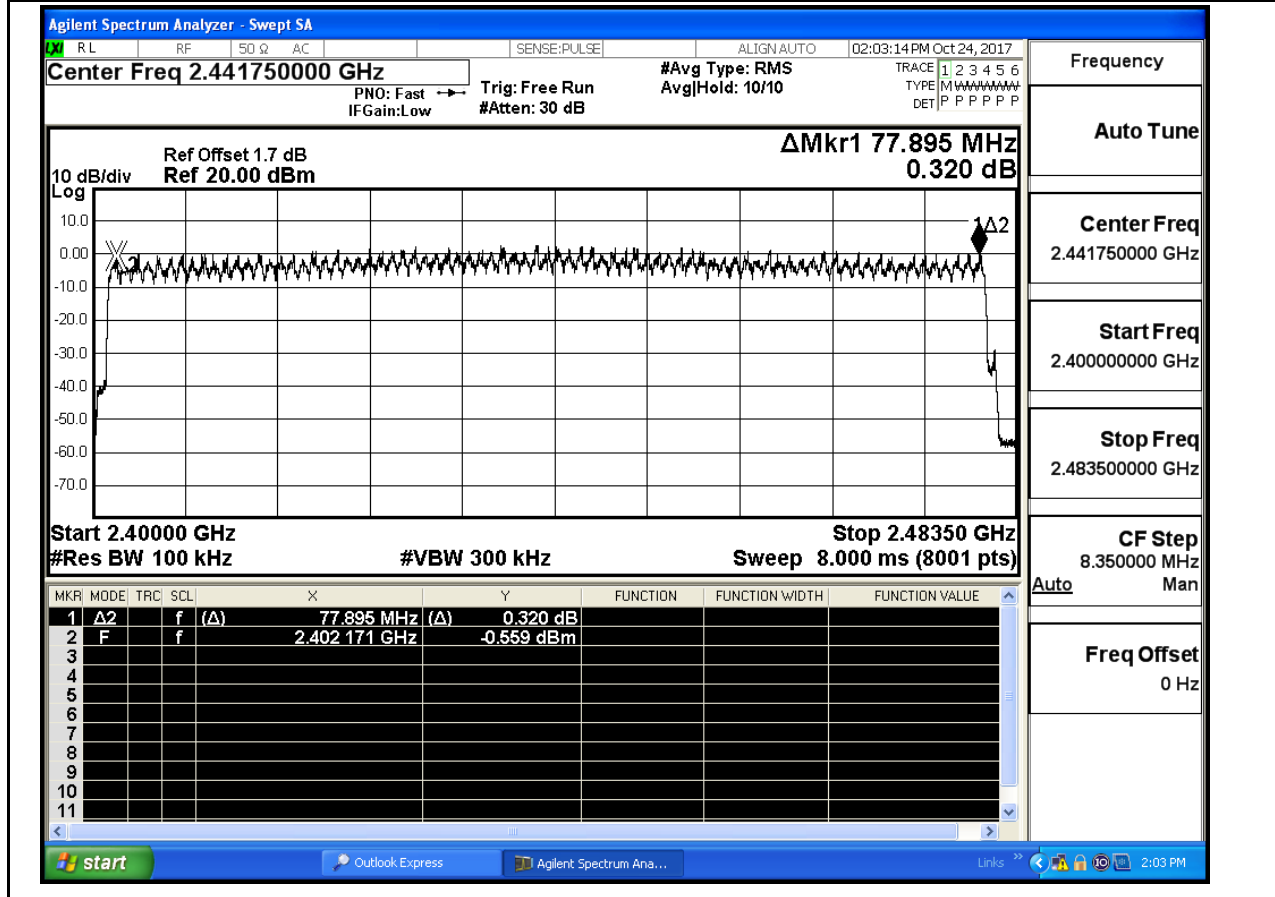 Agilent Spectrum Analyzer - Swept SA
LXI RL RF 50 Ω AC SENSE:PULSE ALIGN AUTO 02:03:14 PM Oct 24, 2017
Center Freq 2.441750000 GHz
PNO: Fast
IFGain:Low
Trig: Free Run
#Atten: 30 dB
#Avg Type: RMS
Avg|Hold: 10/10
TRACE 1 2 3 4 5 6
TYPE M WWWWW
DET P P P P P P
ΔMkr1 77.895 MHz
0.320 dB
Ref Offset 1.7 dB
10 dB/div Ref 20.00 dBm
Log
10.0
0.00
-10.0
-20.0
-30.0
-40.0
-50.0
-60.0
-70.0
2
1Δ2
Start 2.40000 GHz Stop 2.48350 GHz
#Res BW 100 kHz #VBW 300 kHz Sweep 8.000 ms (8001 pts)
MKR MODE TRC SCL X Y FUNCTION FUNCTION WIDTH FUNCTION VALUE
1 Δ2 f (Δ) 77.895 MHz (Δ) 0.320 dB
2 F f 2.402 171 GHz -0.559 dBm
3
4
5
6
7
8
9
10
11
Frequency
Auto Tune
Center Freq
2.441750000 GHz
Start Freq
2.400000000 GHz
Stop Freq
2.483500000 GHz
CF Step
8.350000 MHz
Auto Man
Freq Offset
0 Hz
start Outlook Express Agilent Spectrum Ana... Links » 2:03 PM